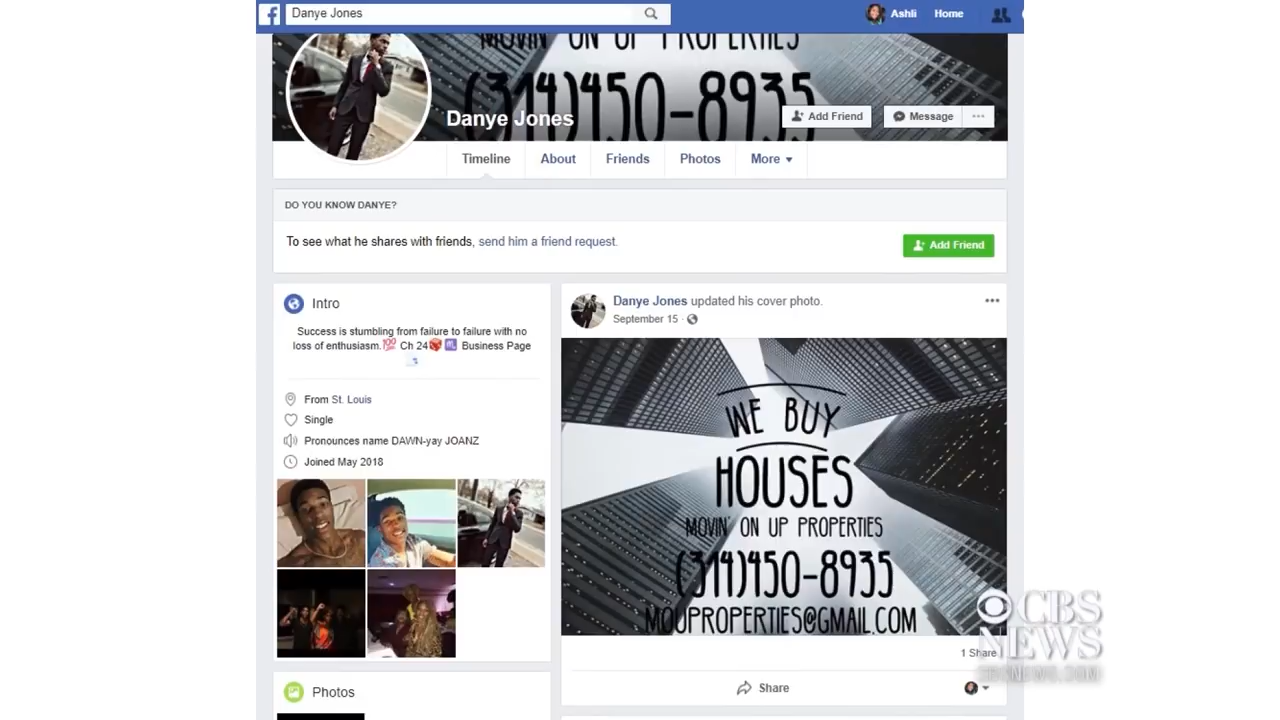 Danye Jones
Ashli
Home
MOVIN' ON UP PROPERTIES
(314)450-8935
Danye Jones
Add Friend
Message
Timeline
About
Friends
Photos
More
DO YOU KNOW DANYE?
To see what he shares with friends, send him a friend request.
Add Friend
Intro
Success is stumbling from failure to failure with no
loss of enthusiasm.💯 Ch 24 ♏ Business Page
From St. Louis
Single
Pronounces name DAWN-yay JOANZ
Joined May 2018
Photos
Danye Jones updated his cover photo.
September 15 ·
WE BUY
HOUSES
MOVIN' ON UP PROPERTIES
(314)450-8935
MOUPROPERTIES@GMAIL.COM
1 Share
Share
CBS
NEWS
CBSNEWS.COM